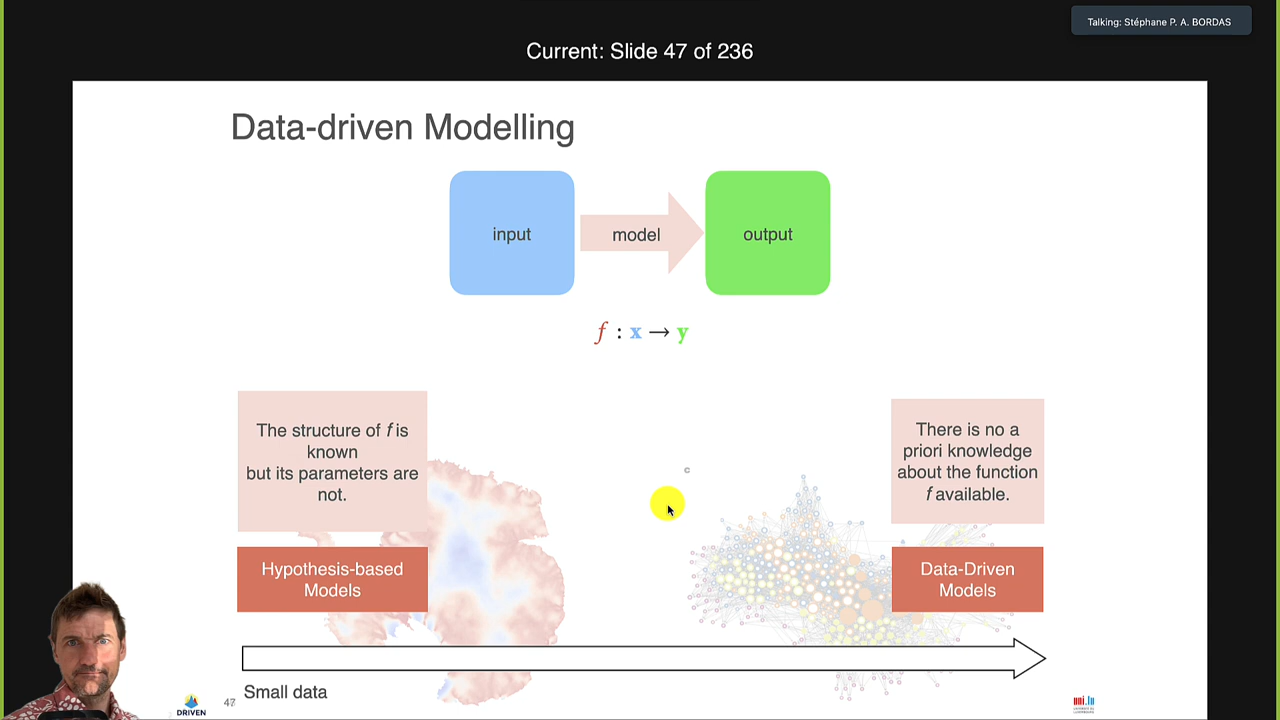 Talking: Stéphane P. A. BORDAS
Current: Slide 47 of 236
Data-driven Modelling
input
model
output
f : x → y
The structure of f is
known
but its parameters are
not.
There is no a
priori knowledge
about the function
f available.
c
Hypothesis-based
Models
Data-Driven
Models
Small data
47
DRIVEN
uni.lu